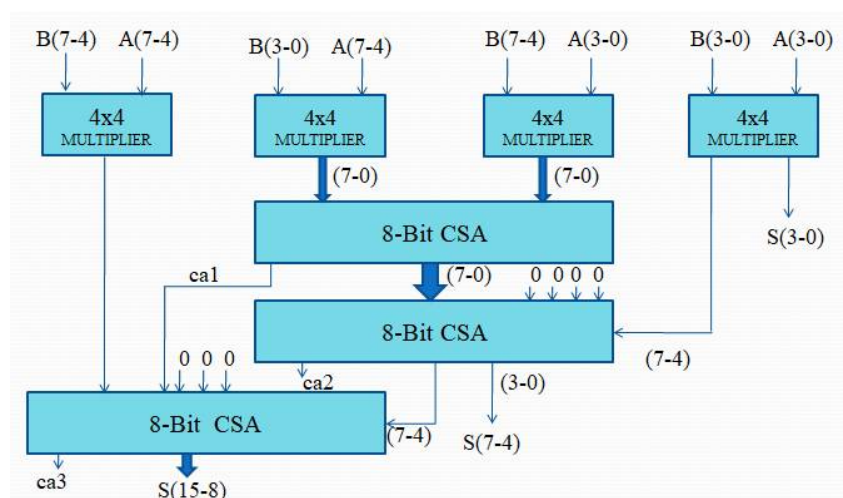 B(7-4) A(7-4) B(3-0) A(7-4) B(7-4) A(3-0) B(3-0) A(3-0)
4x4 4x4 4x4 4x4
MULTIPLIER MULTIPLIER MULTIPLIER MULTIPLIER
(7-0) (7-0)
8-Bit CSA
S(3-0)
ca1 (7-0) 0 0 0 0
8-Bit CSA
(7-4)
0 0 0 ca2 (3-0)
8-Bit CSA (7-4) S(7-4)
ca3 S(15-8)